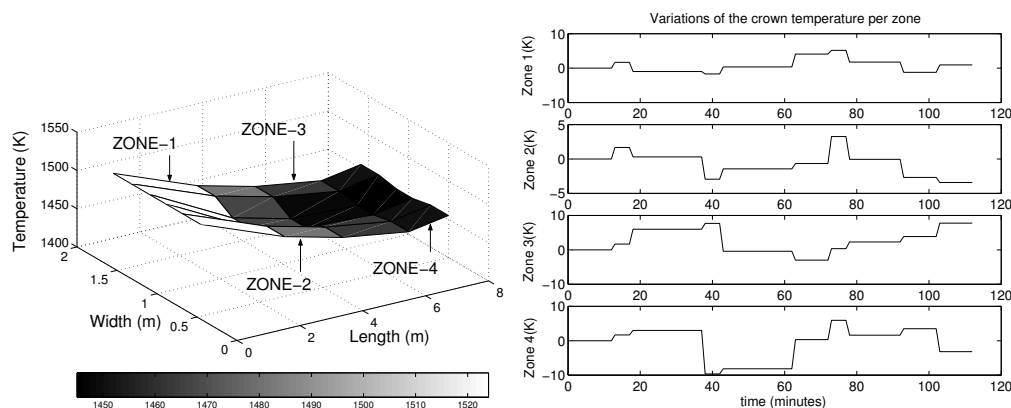 1550
1500
1450
1400
Temperature (K)
2
1.5
1
0.5
0
Width (m)
0
2
4
6
8
Length (m)
ZONE−1
ZONE−3
ZONE−2
ZONE−4
1450 1460 1470 1480 1490 1500 1510 1520
Variations of the crown temperature per zone
10
0
−10
Zone 1(K)
0 20 40 60 80 100 120
5
0
−5
Zone 2(K)
0 20 40 60 80 100 120
10
0
−10
Zone 3(K)
0 20 40 60 80 100 120
10
0
−10
Zone 4(K)
0 20 40 60 80 100 120
time (minutes)